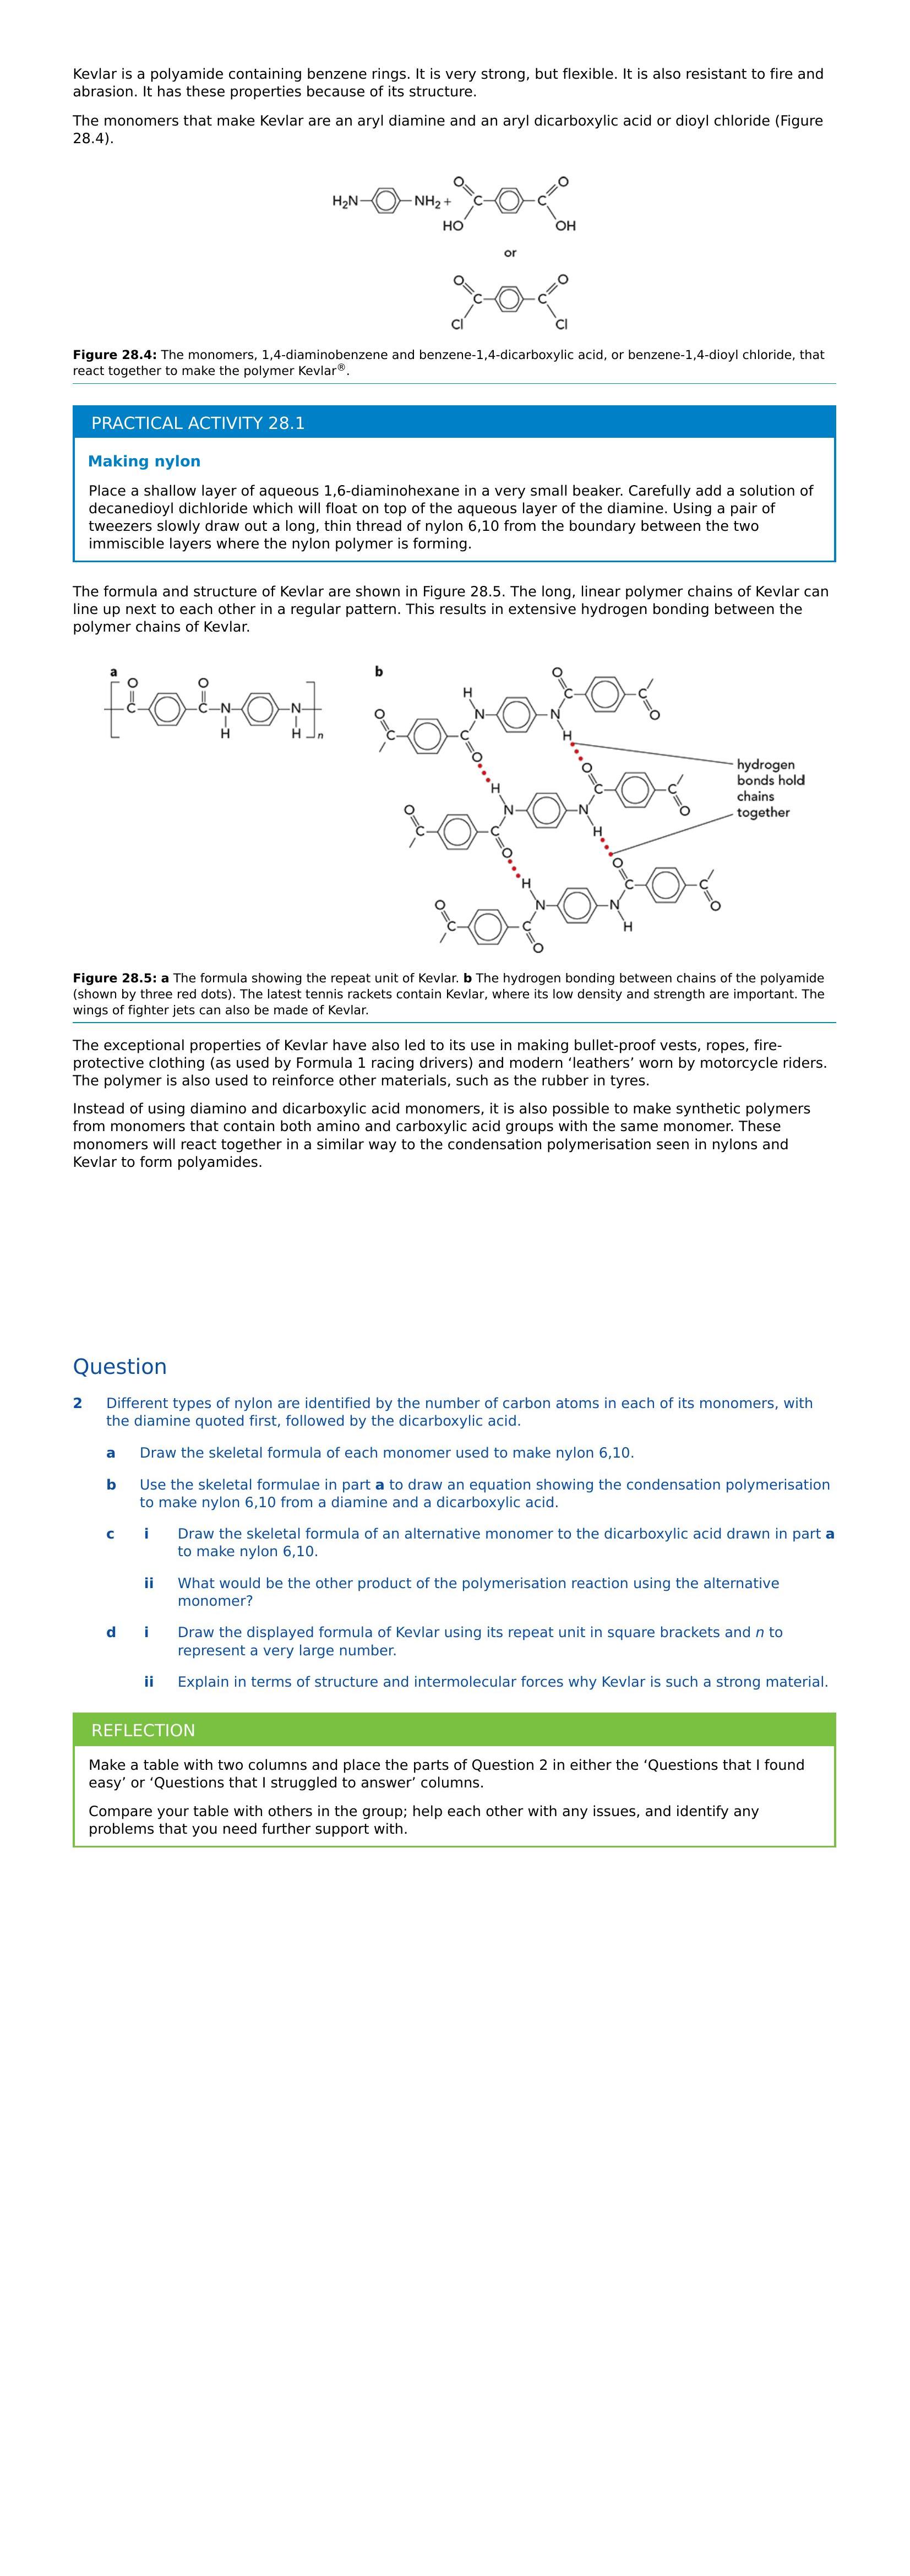 Kevlar is a polyamide containing benzene rings. It is very strong, but flexible. It is also resistant to fire and
abrasion. It has these properties because of its structure.
The monomers that make Kevlar are an aryl diamine and an aryl dicarboxylic acid or dioyl chloride (Figure
28.4).
O O
H₂N NH₂ + C C
HO OH
or
O O
C C
Cl Cl
Figure 28.4: The monomers, 1,4-diaminobenzene and benzene-1,4-dicarboxylic acid, or benzene-1,4-dioyl chloride, that
react together to make the polymer Kevlar®.
PRACTICAL ACTIVITY 28.1
Making nylon
Place a shallow layer of aqueous 1,6-diaminohexane in a very small beaker. Carefully add a solution of
decanedioyl dichloride which will float on top of the aqueous layer of the diamine. Using a pair of
tweezers slowly draw out a long, thin thread of nylon 6,10 from the boundary between the two
immiscible layers where the nylon polymer is forming.
The formula and structure of Kevlar are shown in Figure 28.5. The long, linear polymer chains of Kevlar can
line up next to each other in a regular pattern. This results in extensive hydrogen bonding between the
polymer chains of Kevlar.
a
O O
C C N N
H H n
b
O
H C C
O N N O
C C H
O O
H C C
O N N O
C C H
O O
H C C
O N N O
C C H
O
hydrogen
bonds hold
chains
together
Figure 28.5: a The formula showing the repeat unit of Kevlar. b The hydrogen bonding between chains of the polyamide
(shown by three red dots). The latest tennis rackets contain Kevlar, where its low density and strength are important. The
wings of fighter jets can also be made of Kevlar.
The exceptional properties of Kevlar have also led to its use in making bullet-proof vests, ropes, fire-
protective clothing (as used by Formula 1 racing drivers) and modern ‘leathers’ worn by motorcycle riders.
The polymer is also used to reinforce other materials, such as the rubber in tyres.
Instead of using diamino and dicarboxylic acid monomers, it is also possible to make synthetic polymers
from monomers that contain both amino and carboxylic acid groups with the same monomer. These
monomers will react together in a similar way to the condensation polymerisation seen in nylons and
Kevlar to form polyamides.
Question
2 Different types of nylon are identified by the number of carbon atoms in each of its monomers, with
the diamine quoted first, followed by the dicarboxylic acid.
a Draw the skeletal formula of each monomer used to make nylon 6,10.
b Use the skeletal formulae in part a to draw an equation showing the condensation polymerisation
to make nylon 6,10 from a diamine and a dicarboxylic acid.
c i Draw the skeletal formula of an alternative monomer to the dicarboxylic acid drawn in part a
to make nylon 6,10.
ii What would be the other product of the polymerisation reaction using the alternative
monomer?
d i Draw the displayed formula of Kevlar using its repeat unit in square brackets and n to
represent a very large number.
ii Explain in terms of structure and intermolecular forces why Kevlar is such a strong material.
REFLECTION
Make a table with two columns and place the parts of Question 2 in either the ‘Questions that I found
easy’ or ‘Questions that I struggled to answer’ columns.
Compare your table with others in the group; help each other with any issues, and identify any
problems that you need further support with.